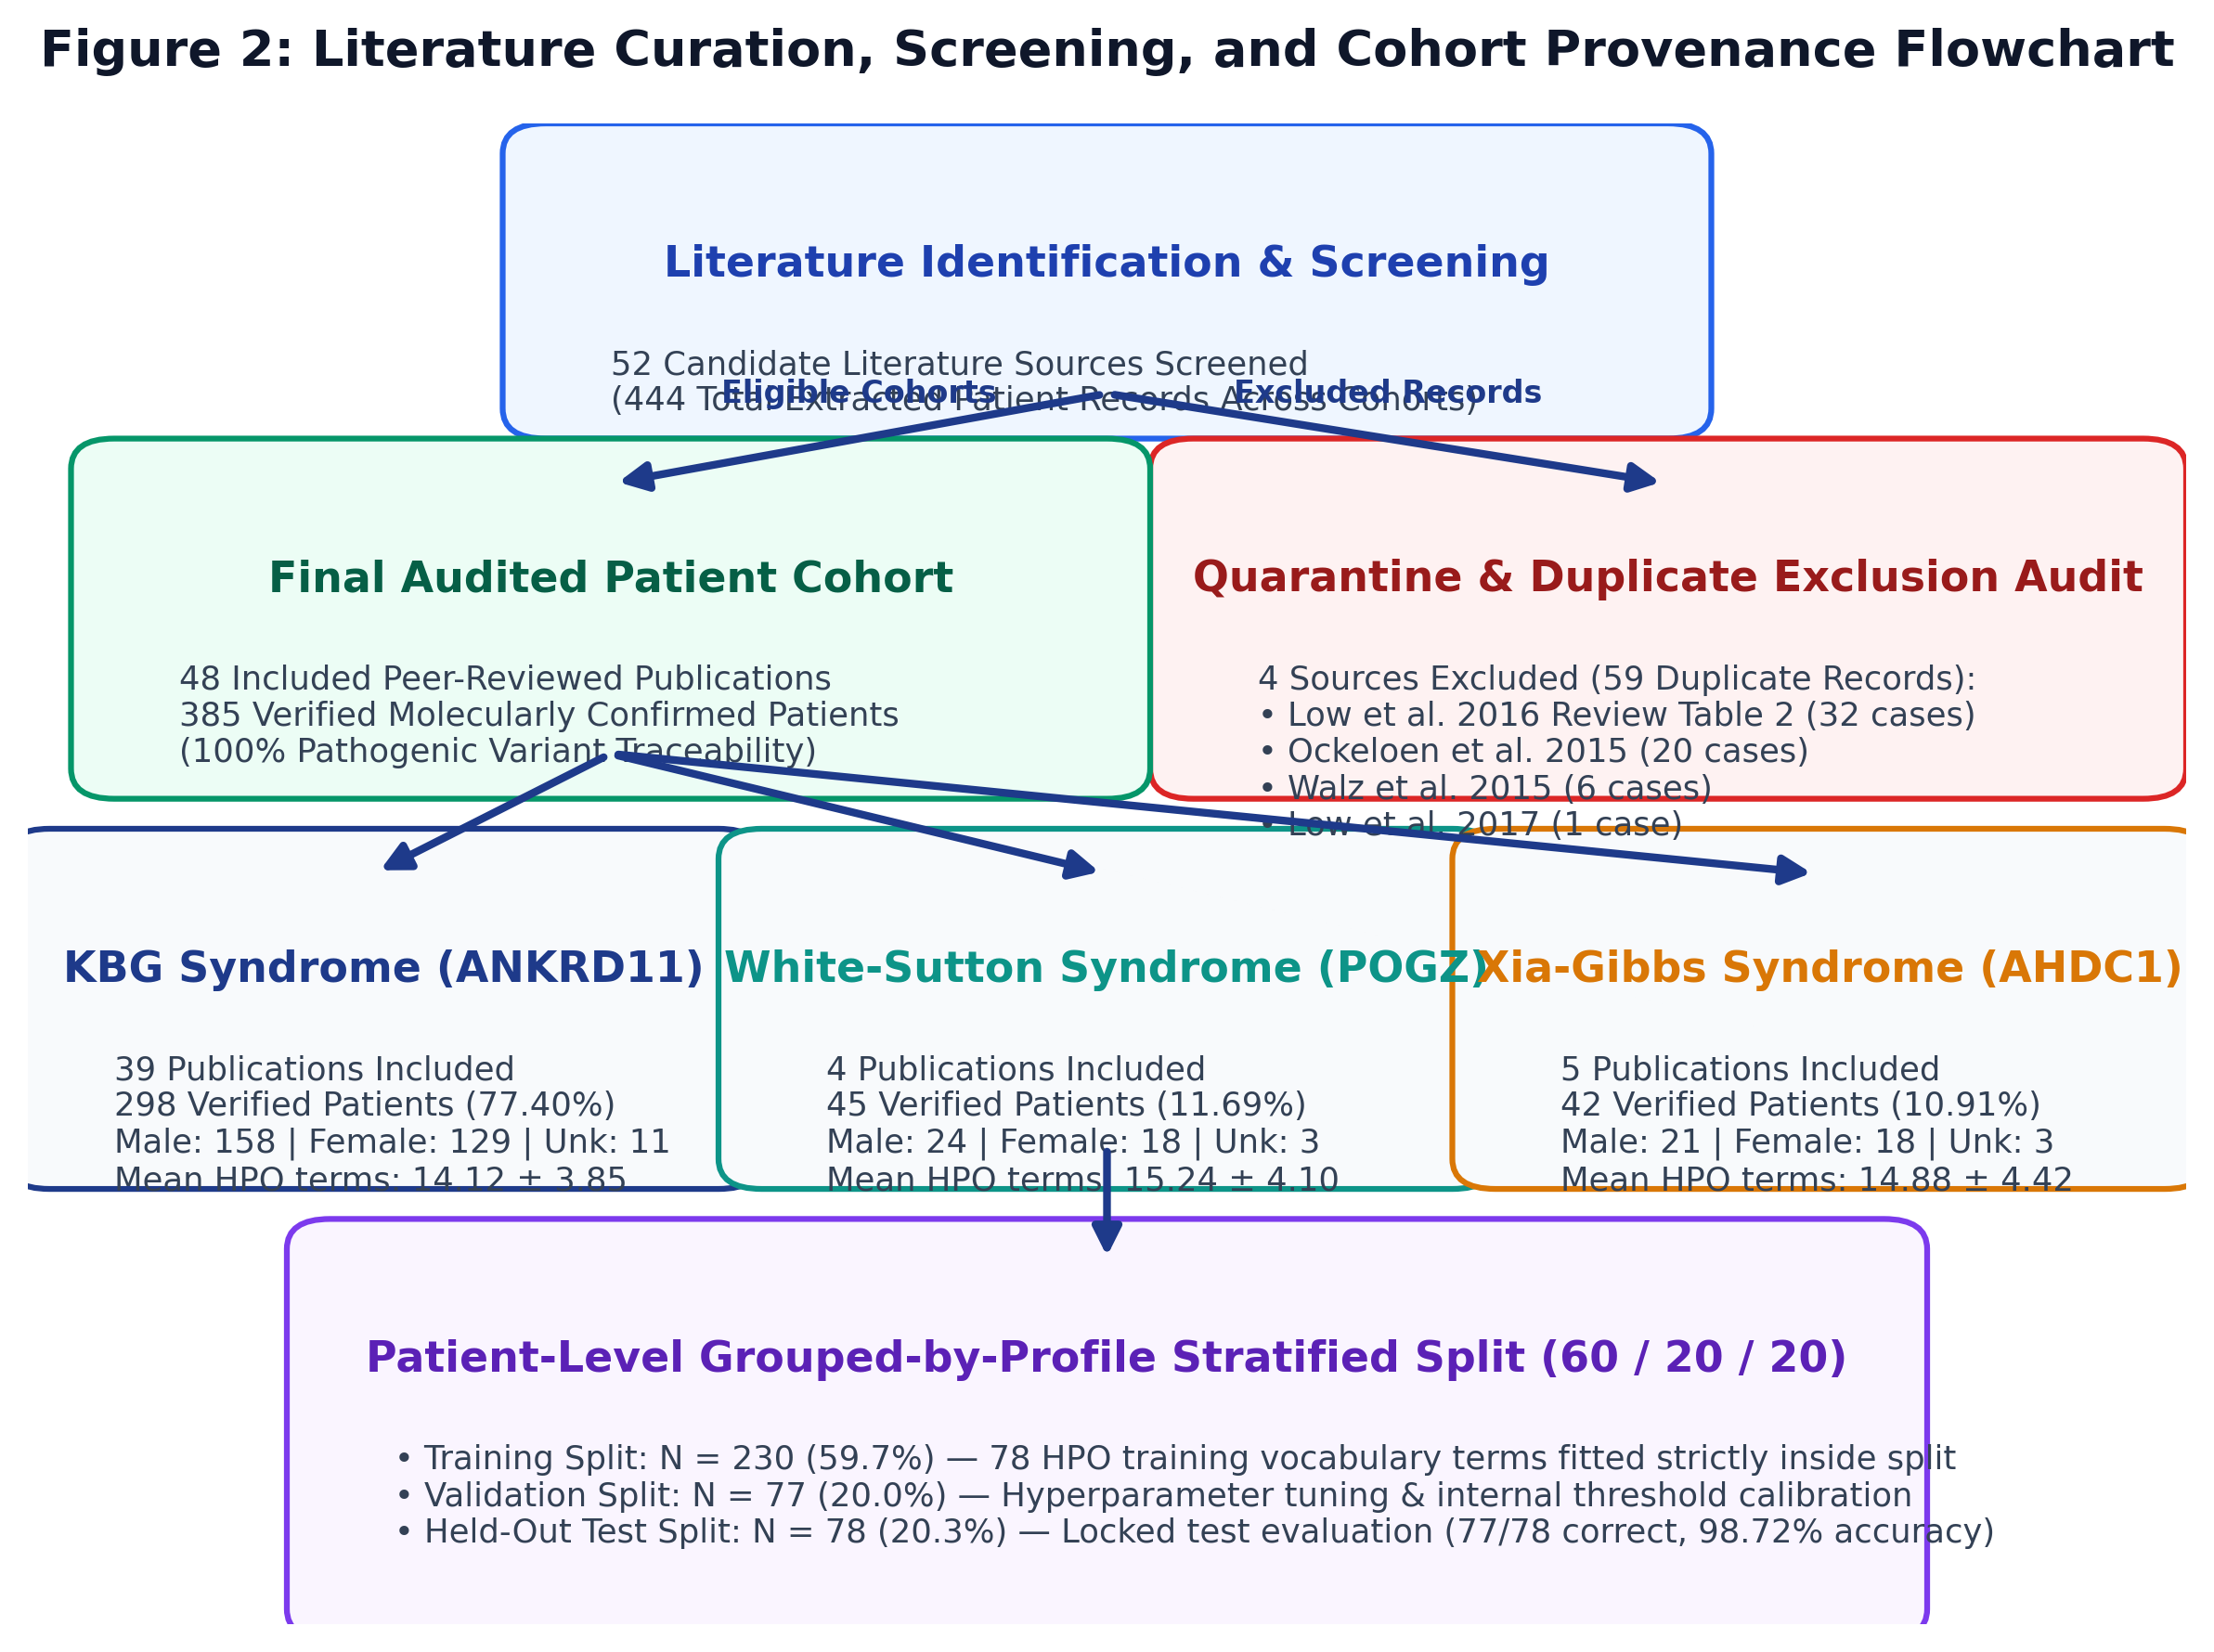 Figure 2: Literature Curation, Screening, and Cohort Provenance Flowchart
Literature Identification & Screening
52 Candidate Literature Sources Screened
(444 Total Extracted Patient Records Across Cohorts)
Eligible Cohorts
Excluded Records
Final Audited Patient Cohort
48 Included Peer-Reviewed Publications
385 Verified Molecularly Confirmed Patients
(100% Pathogenic Variant Traceability)
Quarantine & Duplicate Exclusion Audit
4 Sources Excluded (59 Duplicate Records):
• Low et al. 2016 Review Table 2 (32 cases)
• Ockeloen et al. 2015 (20 cases)
• Walz et al. 2015 (6 cases)
• Low et al. 2017 (1 case)
KBG Syndrome (ANKRD11)
39 Publications Included
298 Verified Patients (77.40%)
Male: 158 | Female: 129 | Unk: 11
Mean HPO terms: 14.12 ± 3.85
White-Sutton Syndrome (POGZ)
4 Publications Included
45 Verified Patients (11.69%)
Male: 24 | Female: 18 | Unk: 3
Mean HPO terms: 15.24 ± 4.10
Xia-Gibbs Syndrome (AHDC1)
5 Publications Included
42 Verified Patients (10.91%)
Male: 21 | Female: 18 | Unk: 3
Mean HPO terms: 14.88 ± 4.42
Patient-Level Grouped-by-Profile Stratified Split (60 / 20 / 20)
• Training Split: N = 230 (59.7%) — 78 HPO training vocabulary terms fitted strictly inside split
• Validation Split: N = 77 (20.0%) — Hyperparameter tuning & internal threshold calibration
• Held-Out Test Split: N = 78 (20.3%) — Locked test evaluation (77/78 correct, 98.72% accuracy)